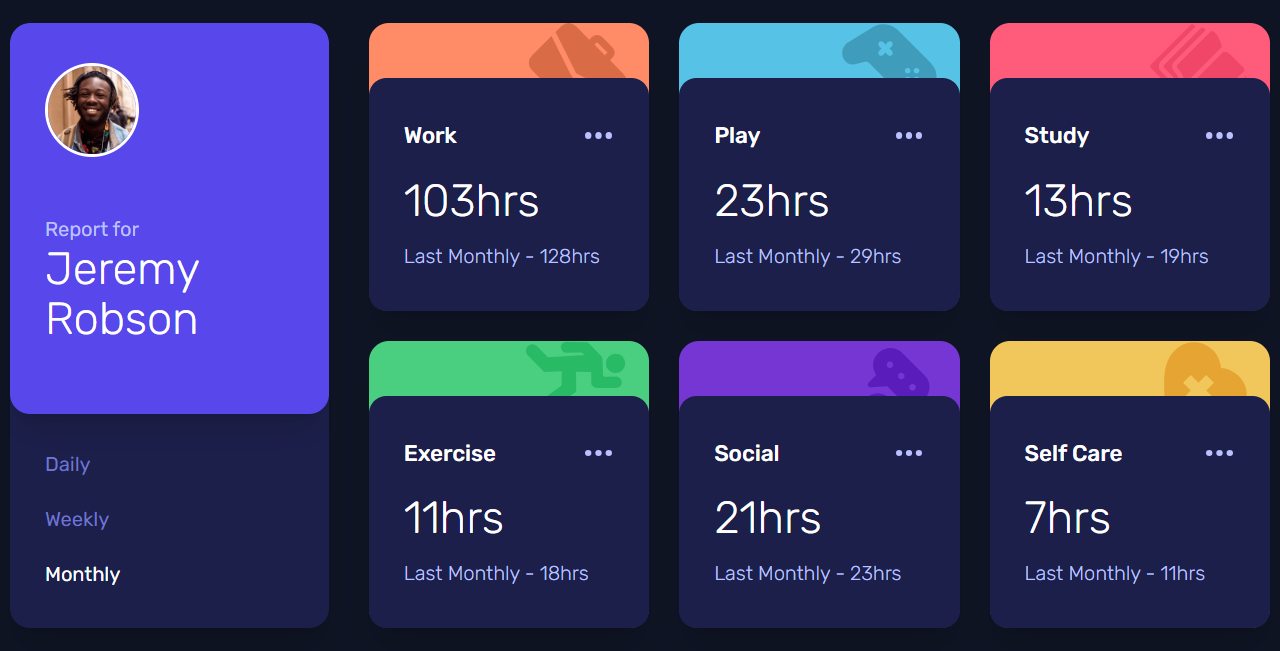 Report for
Jeremy
Robson
Daily
Weekly
Monthly
Work
103hrs
Last Monthly - 128hrs
Play
23hrs
Last Monthly - 29hrs
Study
13hrs
Last Monthly - 19hrs
Exercise
11hrs
Last Monthly - 18hrs
Social
21hrs
Last Monthly - 23hrs
Self Care
7hrs
Last Monthly - 11hrs